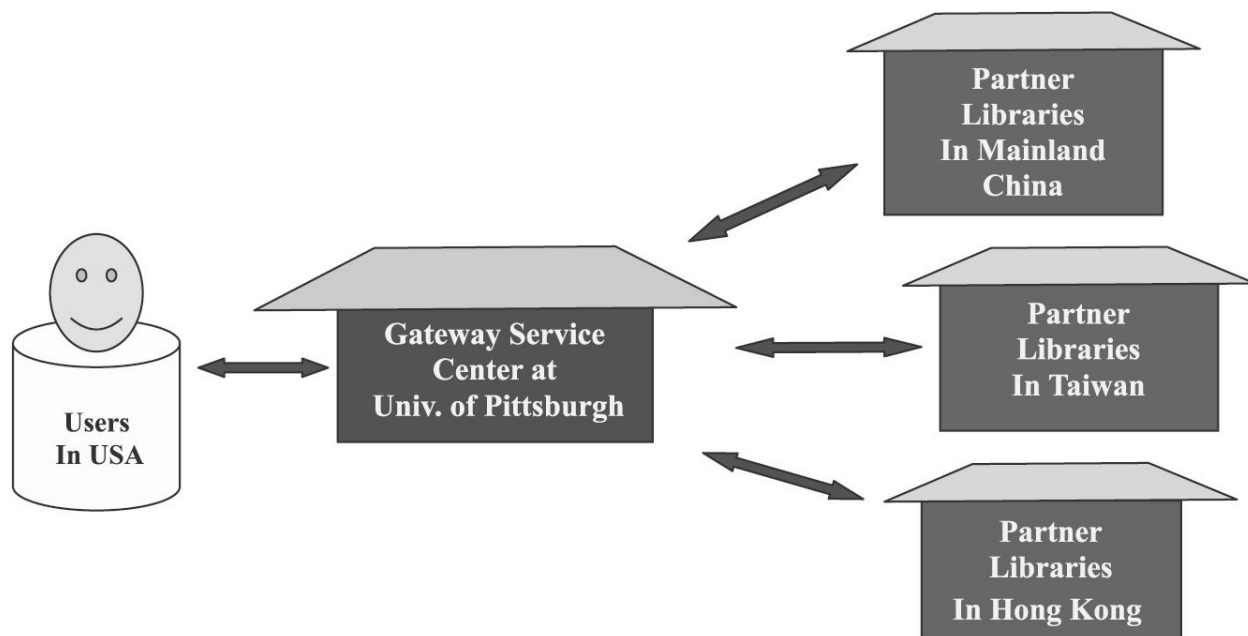 Users
In USA
Gateway Service
Center at
Univ. of Pittsburgh
Partner
Libraries
In Mainland
China
Partner
Libraries
In Taiwan
Partner
Libraries
In Hong Kong